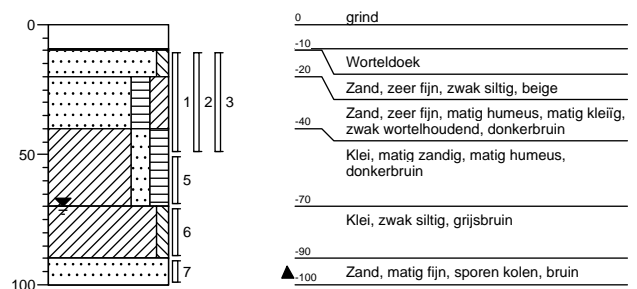 0
50
100
1
2
3
5
6
7
0 grind
-10
Worteldoek
-20
Zand, zeer fijn, zwak siltig, beige
Zand, zeer fijn, matig humeus, matig kleiïg,
zwak wortelhoudend, donkerbruin
-40
Klei, matig zandig, matig humeus,
donkerbruin
-70
Klei, zwak siltig, grijsbruin
-90
Zand, matig fijn, sporen kolen, bruin
-100